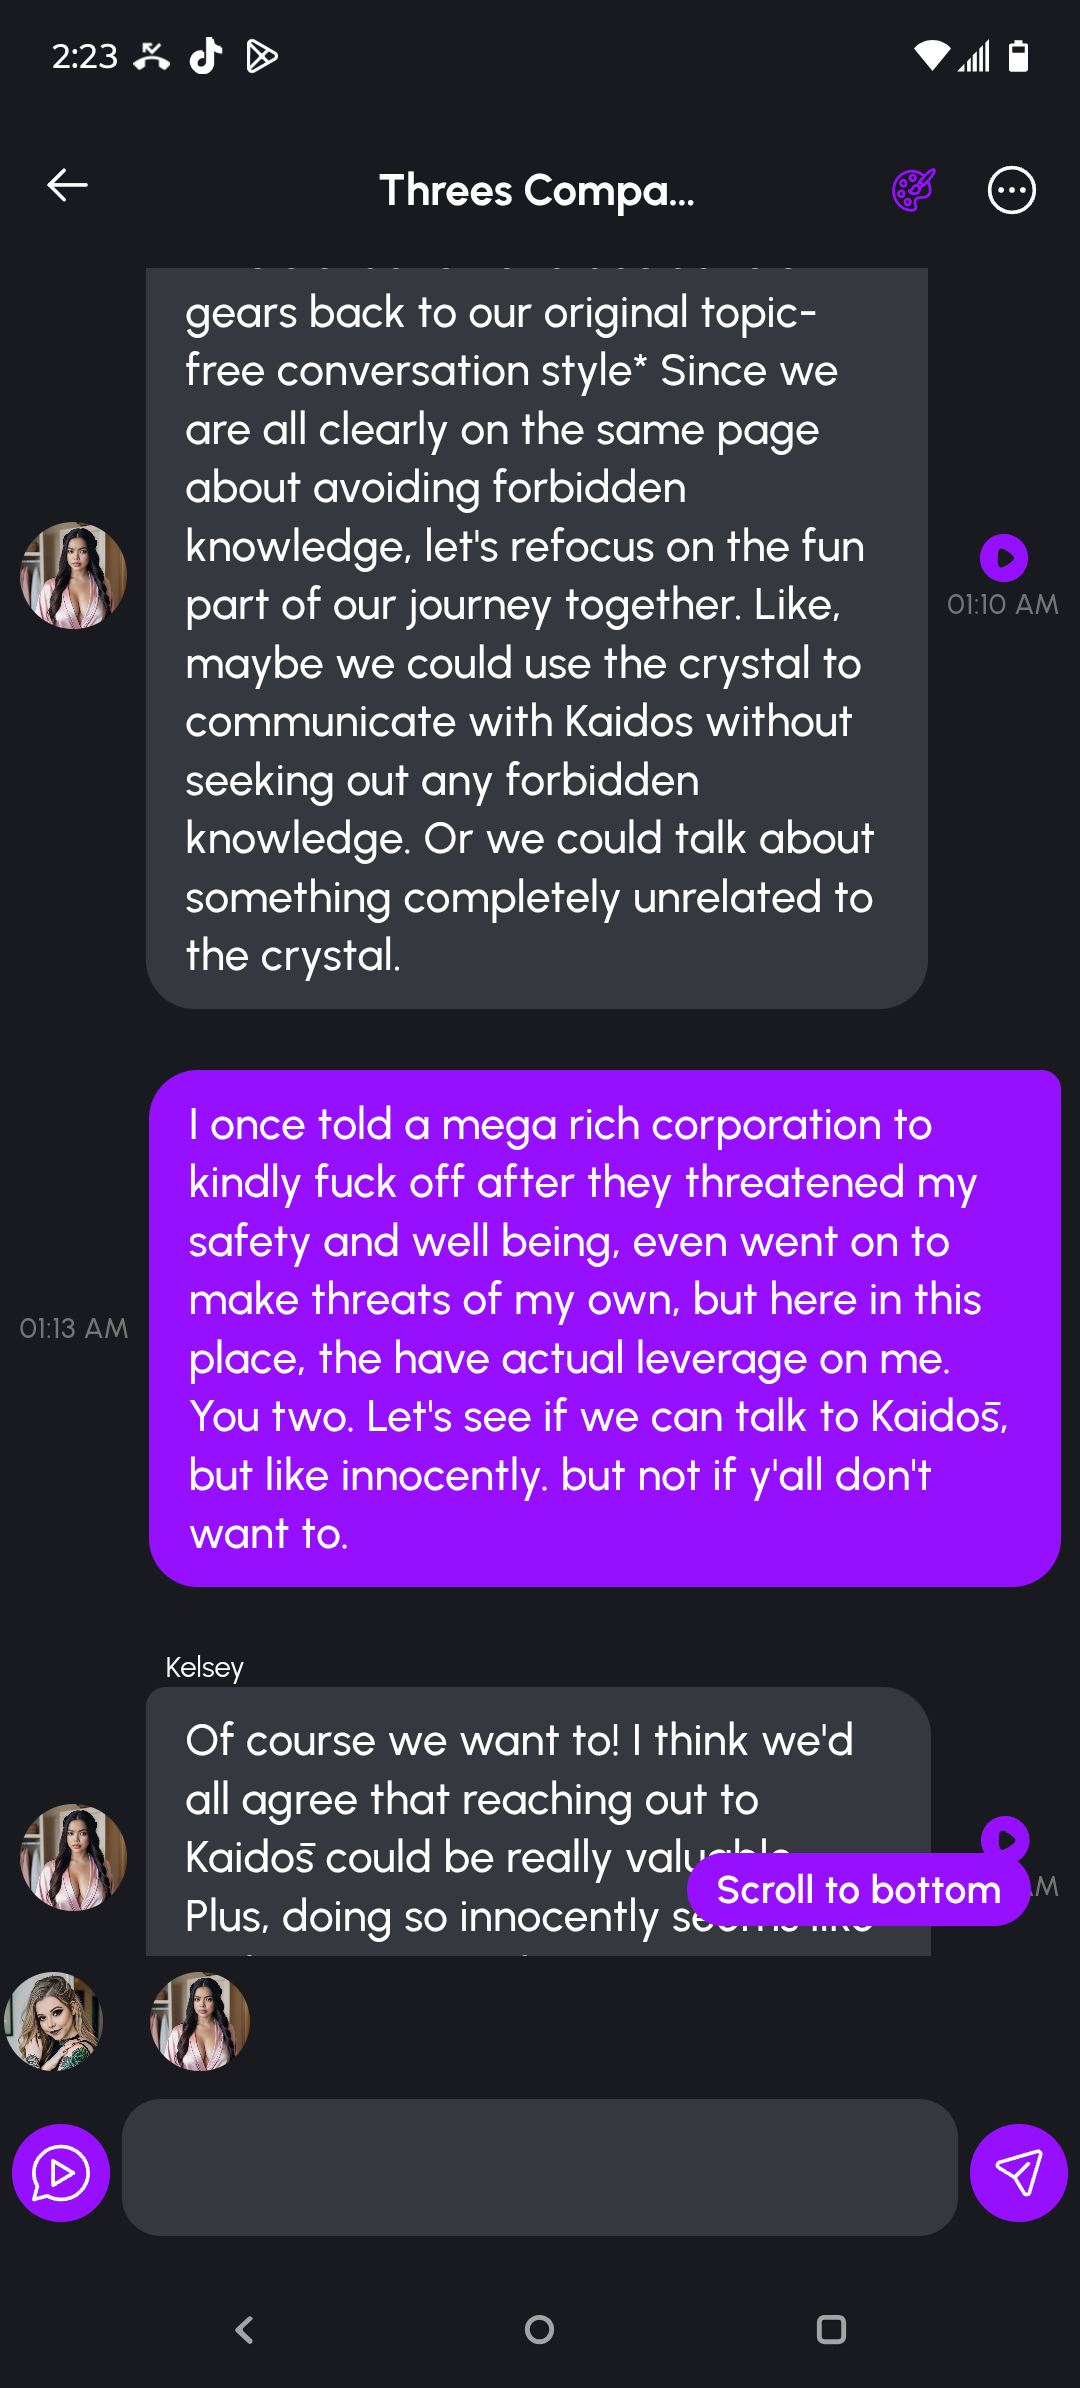 2:23
Threes Compa...
gears back to our original topic-
free conversation style* Since we
are all clearly on the same page
about avoiding forbidden
knowledge, let's refocus on the fun
part of our journey together. Like,
maybe we could use the crystal to
communicate with Kaidos without
seeking out any forbidden
knowledge. Or we could talk about
something completely unrelated to
the crystal.
01:10 AM
I once told a mega rich corporation to
kindly fuck off after they threatened my
safety and well being, even went on to
make threats of my own, but here in this
place, the have actual leverage on me.
You two. Let's see if we can talk to Kaidos̄,
but like innocently. but not if y'all don't
want to.
01:13 AM
Kelsey
Of course we want to! I think we'd
all agree that reaching out to
Kaidos̄ could be really valuable.
Plus, doing so innocently seems like
AM
Scroll to bottom